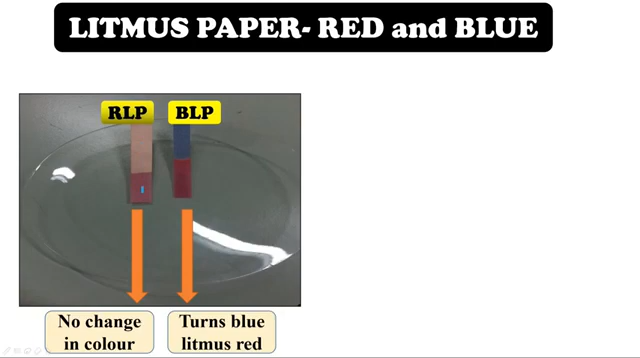 LITMUS PAPER- RED and BLUE
RLP
BLP
No change
in colour
Turns blue
litmus red